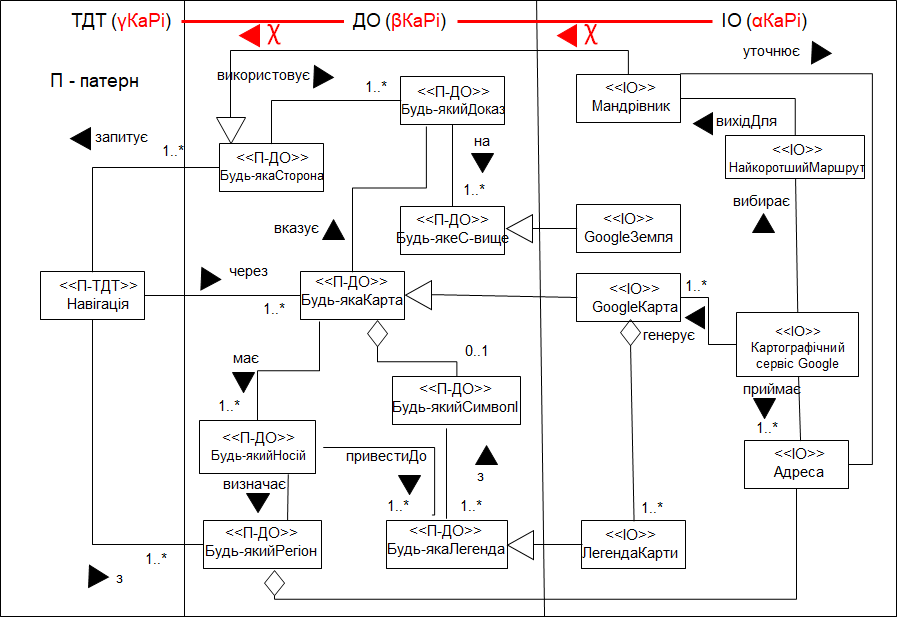 ТДТ (γКаРі) ДО (βКаРі) ІО (αКаРі)
χ χ
уточнює
П - патерн
використовує
1..*
<<П-ДО>>
Будь-якийДоказ
<<ІО>>
Мандрівник
вихідДля
запитує
1..*
<<П-ДО>>
Будь-якаСторона
на
1..*
<<ІО>>
НайкоротшийМаршрут
вибирає
вказує
<<П-ДО>>
Будь-якеС-вище
<<ІО>>
GoogleЗемля
<<П-ТДТ>>
Навігація
через
1..*
<<П-ДО>>
Будь-якаКарта
<<ІО>>
GoogleКарта
1..*
генерує
<<ІО>>
Картографічний
сервіс Google
має
1..*
0..1
<<П-ДО>>
Будь-якийСимволІ
приймає
1..*
<<П-ДО>>
Будь-якийНосій
привестиДо
1..*
з
1..*
<<ІО>>
Адреса
визначає
<<П-ДО>>
Будь-якийРегіон
1..*
з
<<П-ДО>>
Будь-якаЛегенда
1..*
<<ІО>>
ЛегендаКарти